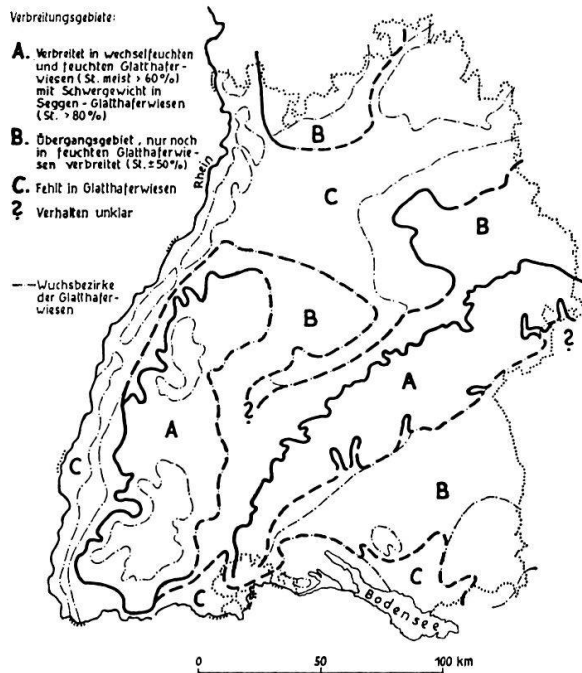 Verbreitungsgebiete:
A. Verbreitet in wechselfeuchten
und feuchten Glatthafer-
wiesen (St. meist > 60%)
mit Schwergewicht in
Seggen - Glatthaferwiesen
(St. > 80%)
B. Übergangsgebiet, nur noch
in feuchten Glatthaferwie-
sen verbreitet (St. ± 50%)
C. Fehlt in Glatthaferwiesen
? Verhalten unklar
Wuchsbezirke
der Glatthafer-
wiesen
Rhein
B
C
B
B
?
A
?
A
C
B
C
C
Bodensee
0 50 100 km